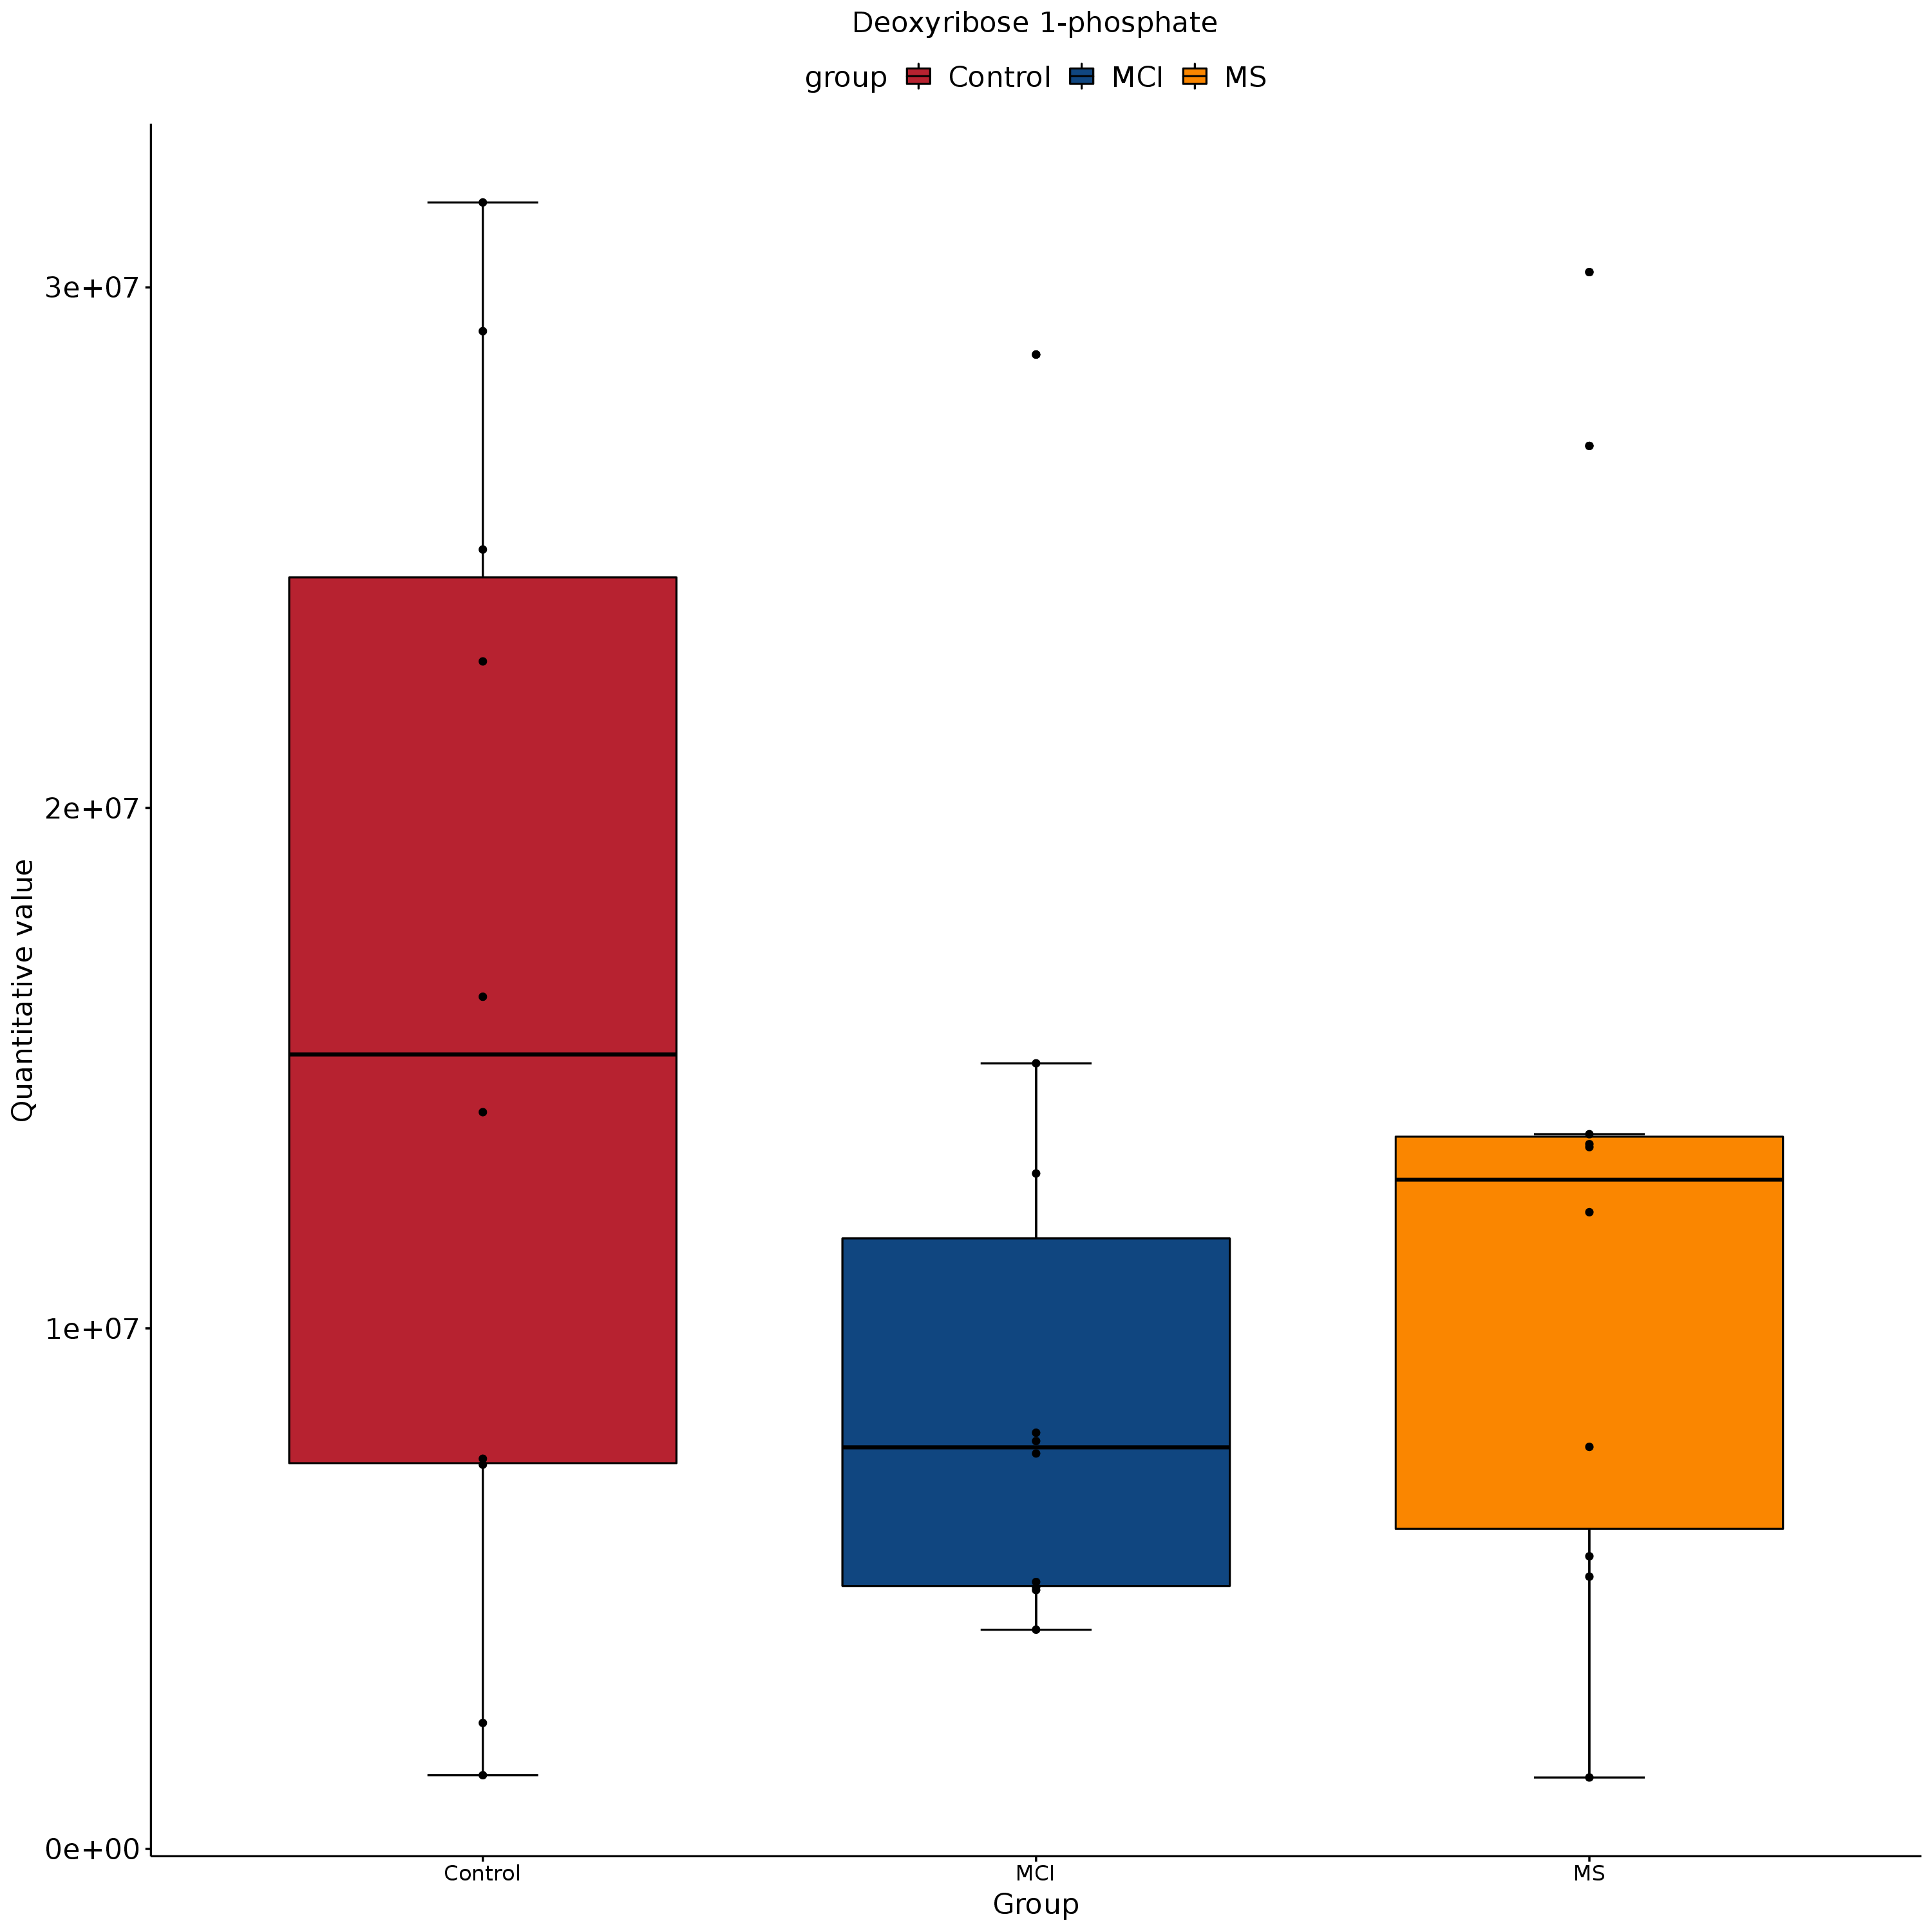 Deoxyribose 1-phosphate
group Control MCI MS
Quantitative value
3e+07
2e+07
1e+07
0e+00
Control MCI MS
Group